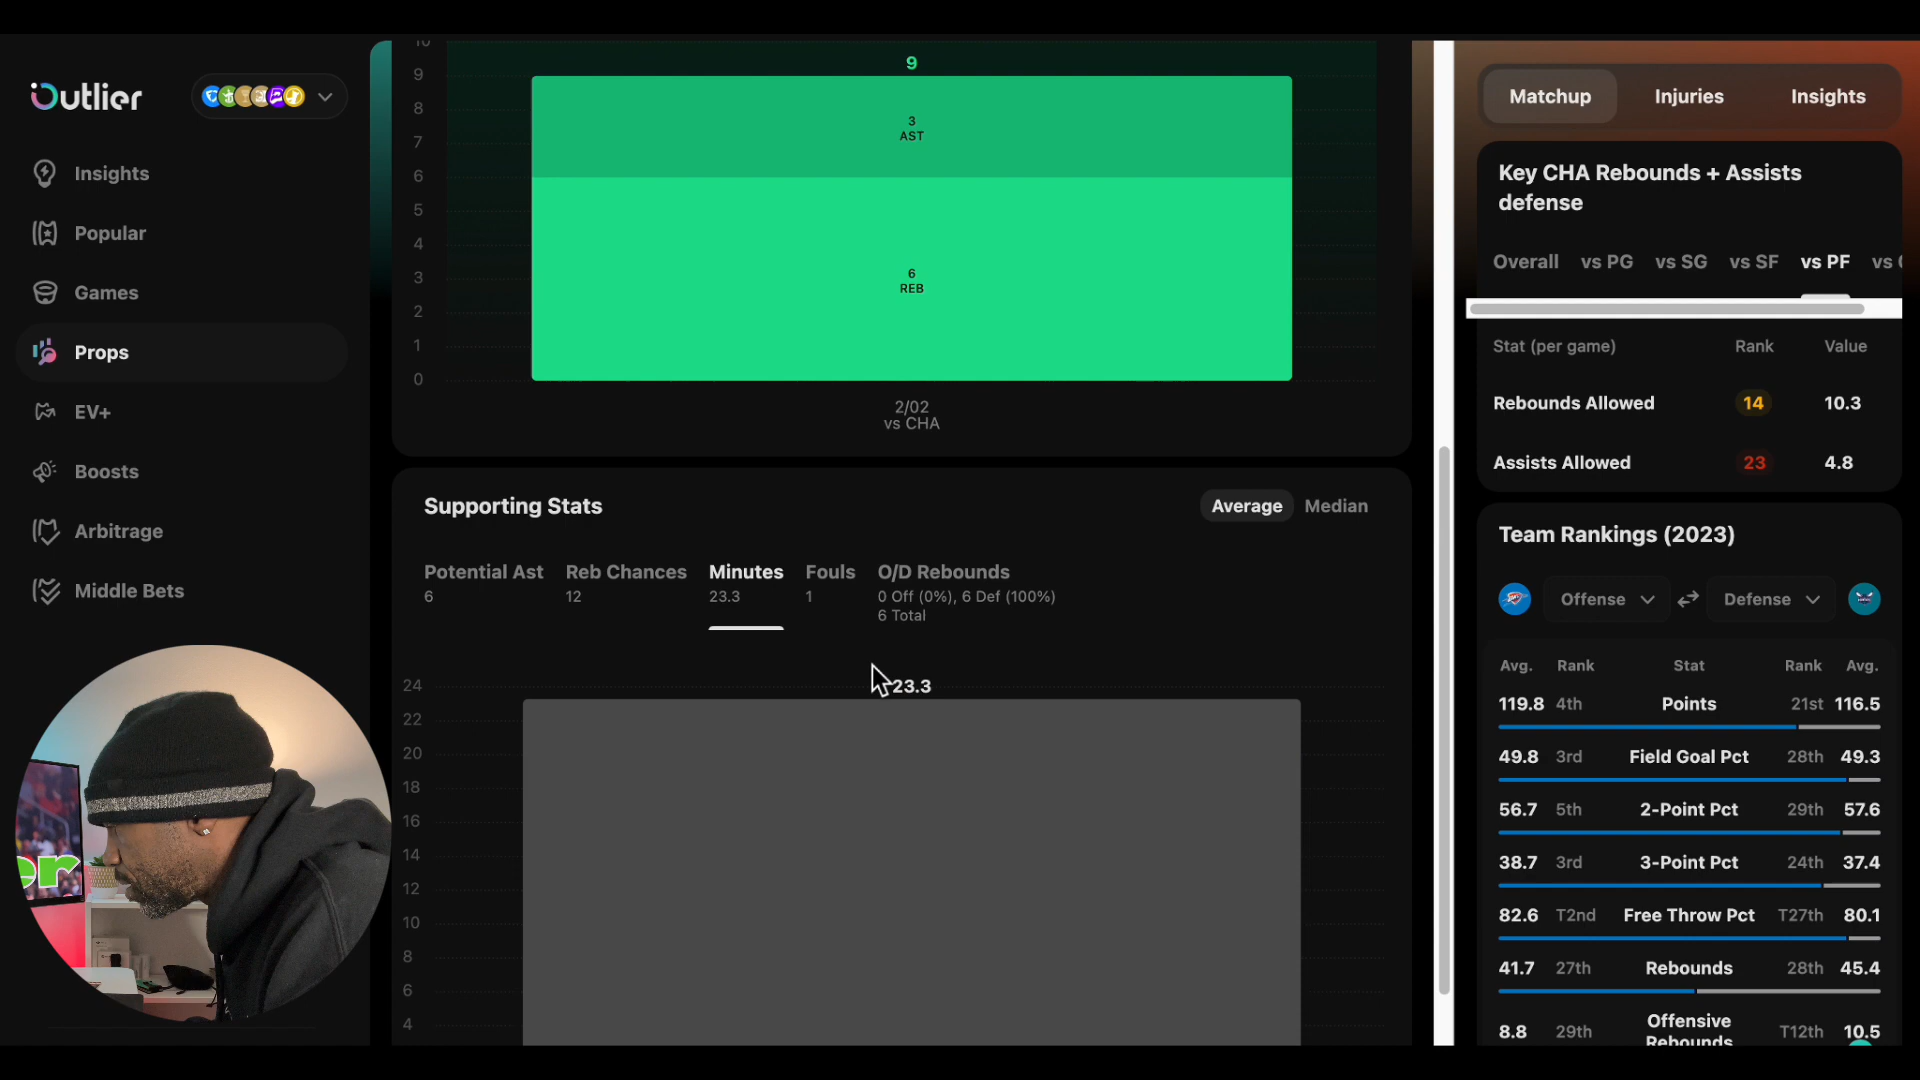 Outlier
Insights
Popular
Games
Props
EV+
Boosts
Arbitrage
Middle Bets
10
9
8
7
6
5
4
3
2
1
0
9
3
AST
6
REB
2/02
vs CHA
Supporting Stats
Average Median
Potential Ast Reb Chances Minutes Fouls O/D Rebounds
6 12 23.3 1 0 Off (0%), 6 Def (100%)
6 Total
24
22
20
18
16
14
12
10
8
6
4
23.3
Matchup Injuries Insights
Key CHA Rebounds + Assists
defense
Overall vs PG vs SG vs SF vs PF vs
Stat (per game) Rank Value
Rebounds Allowed 14 10.3
Assists Allowed 23 4.8
Team Rankings (2023)
Offense Defense
Avg. Rank Stat Rank Avg.
119.8 4th Points 21st 116.5
49.8 3rd Field Goal Pct 28th 49.3
56.7 5th 2-Point Pct 29th 57.6
38.7 3rd 3-Point Pct 24th 37.4
82.6 T2nd Free Throw Pct T27th 80.1
41.7 27th Rebounds 28th 45.4
8.8 29th Offensive Rebounds T12th 10.5
er